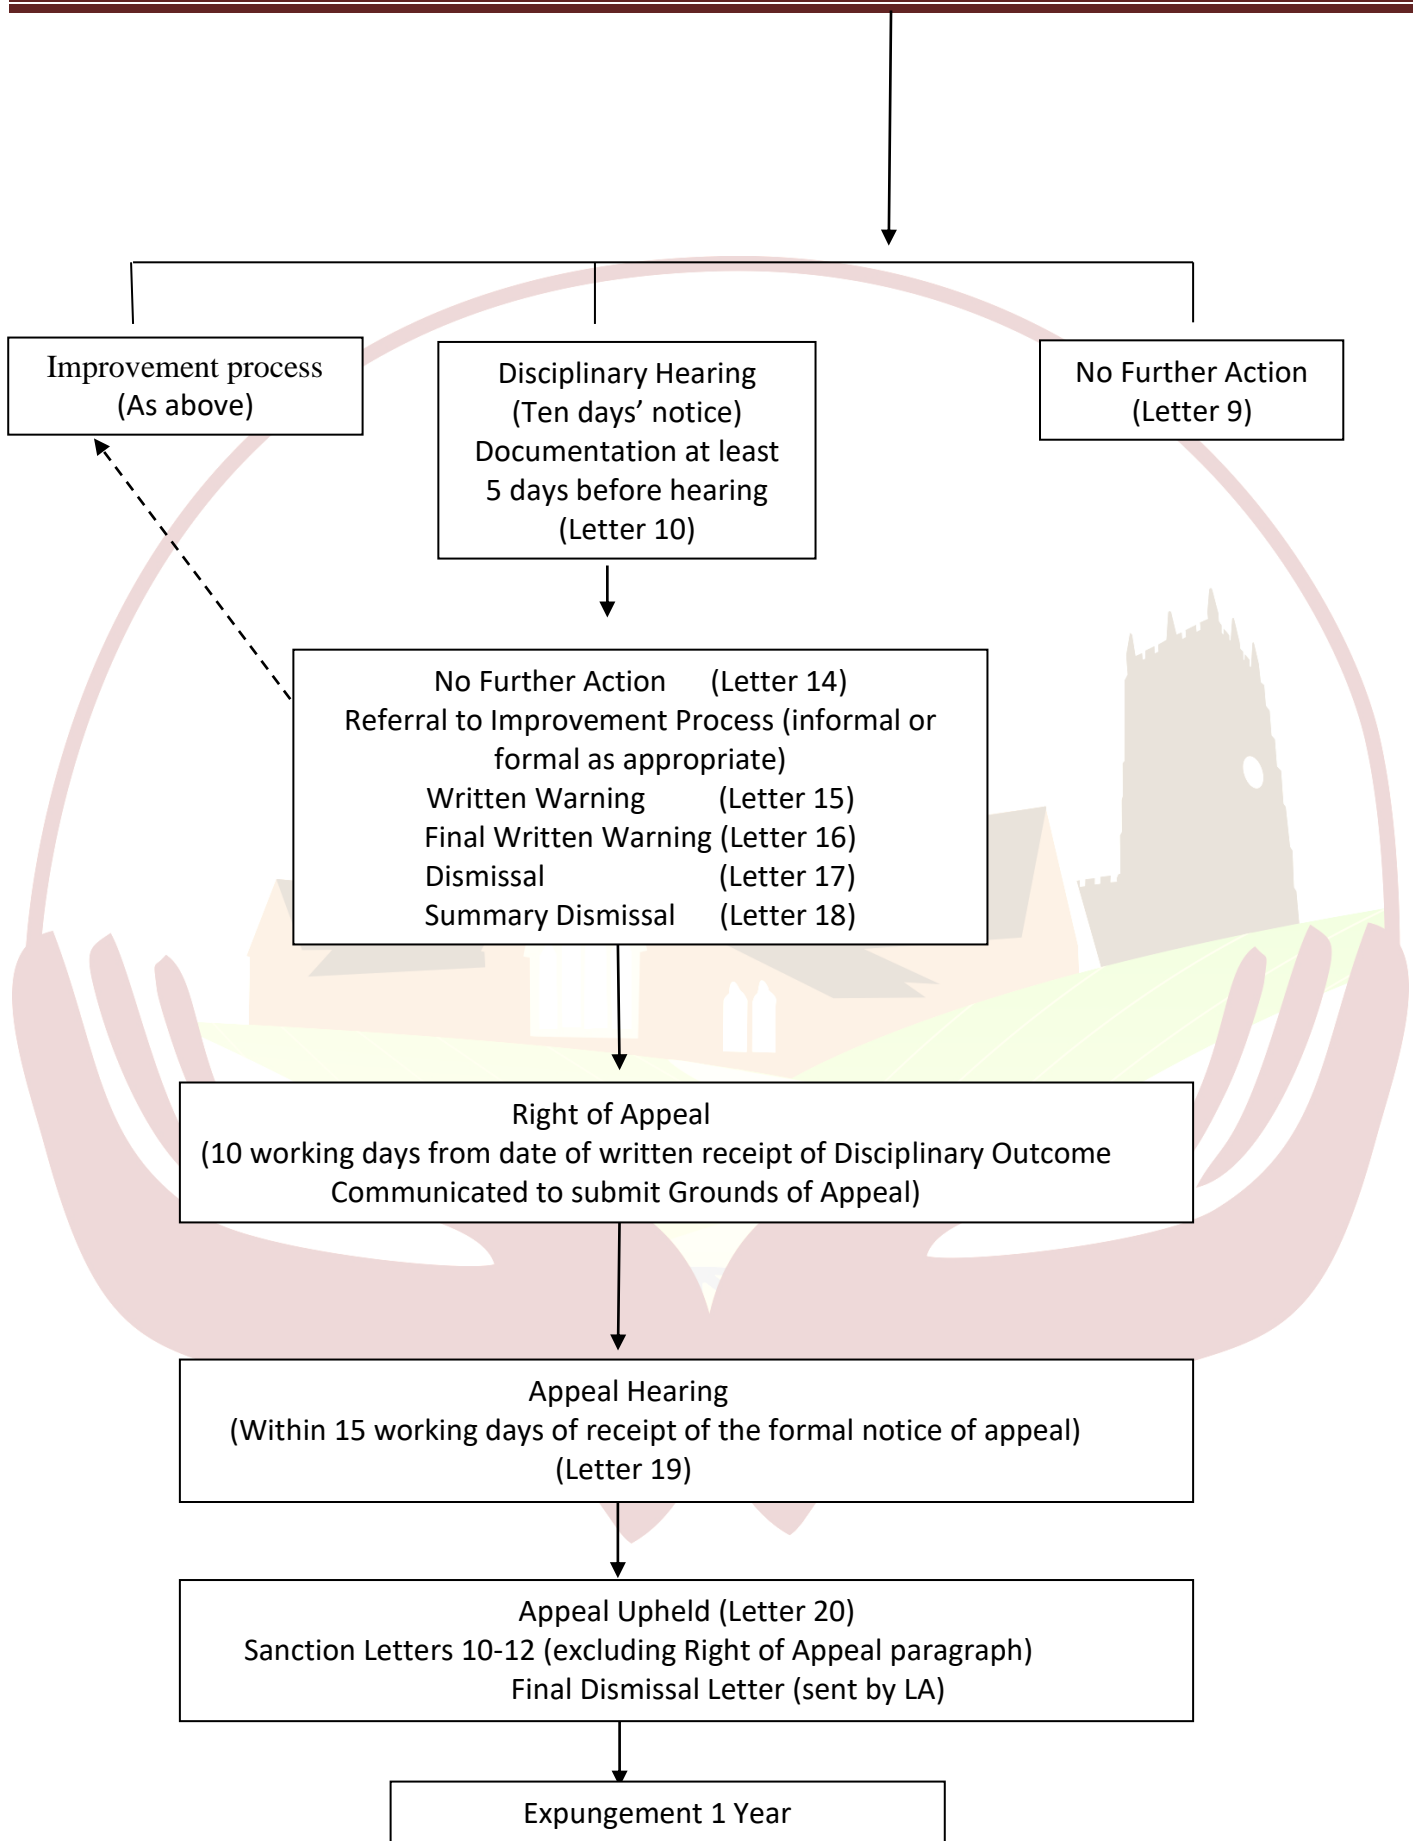 Improvement process
(As above)
Disciplinary Hearing
(Ten days’ notice)
Documentation at least
5 days before hearing
(Letter 10)
No Further Action
(Letter 9)
No Further Action (Letter 14)
Referral to Improvement Process (informal or
formal as appropriate)
Written Warning (Letter 15)
Final Written Warning (Letter 16)
Dismissal (Letter 17)
Summary Dismissal (Letter 18)
Right of Appeal
(10 working days from date of written receipt of Disciplinary Outcome
Communicated to submit Grounds of Appeal)
Appeal Hearing
(Within 15 working days of receipt of the formal notice of appeal)
(Letter 19)
Appeal Upheld (Letter 20)
Sanction Letters 10-12 (excluding Right of Appeal paragraph)
Final Dismissal Letter (sent by LA)
Expungement 1 Year